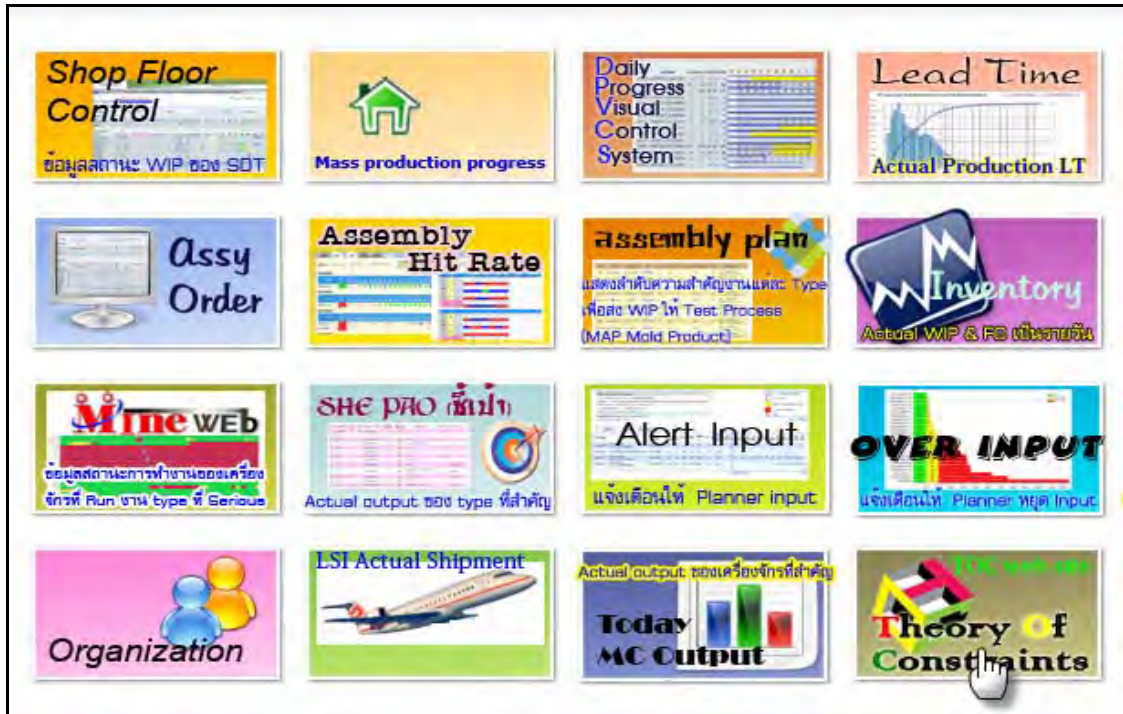 Shop Floor
Control
ข้อมูลสถานะ WIP ของ SDT
Mass production progress
Daily
Progress
Visual
Control
System
Lead Time
Actual Production LT
Assy
Order
Assembly
Hit Rate
assembly plan
แสดงลำดับความสำคัญงานแต่ละ Type
เพื่อส่ง WIP ให้ Test Process
(MAP Mold Product)
Inventory
Actual WIP & FG เป็นรายวัน
Mine WEB
ข้อมูลสถานะการทำงานของเครื่อง
จักรที่ Run งาน type ที่ Serious
SHE PAO (ชี้เป้า)
Actual output ของ type ที่สำคัญ
Alert Input
แจ้งเตือนให้ Planner input
OVER INPUT
แจ้งเตือนให้ Planner หยุด Input
Organization
LSI Actual Shipment
Actual output ของเครื่องจักรที่สำคัญ
Today
MC Output
TOC web site
Theory Of
Constraints